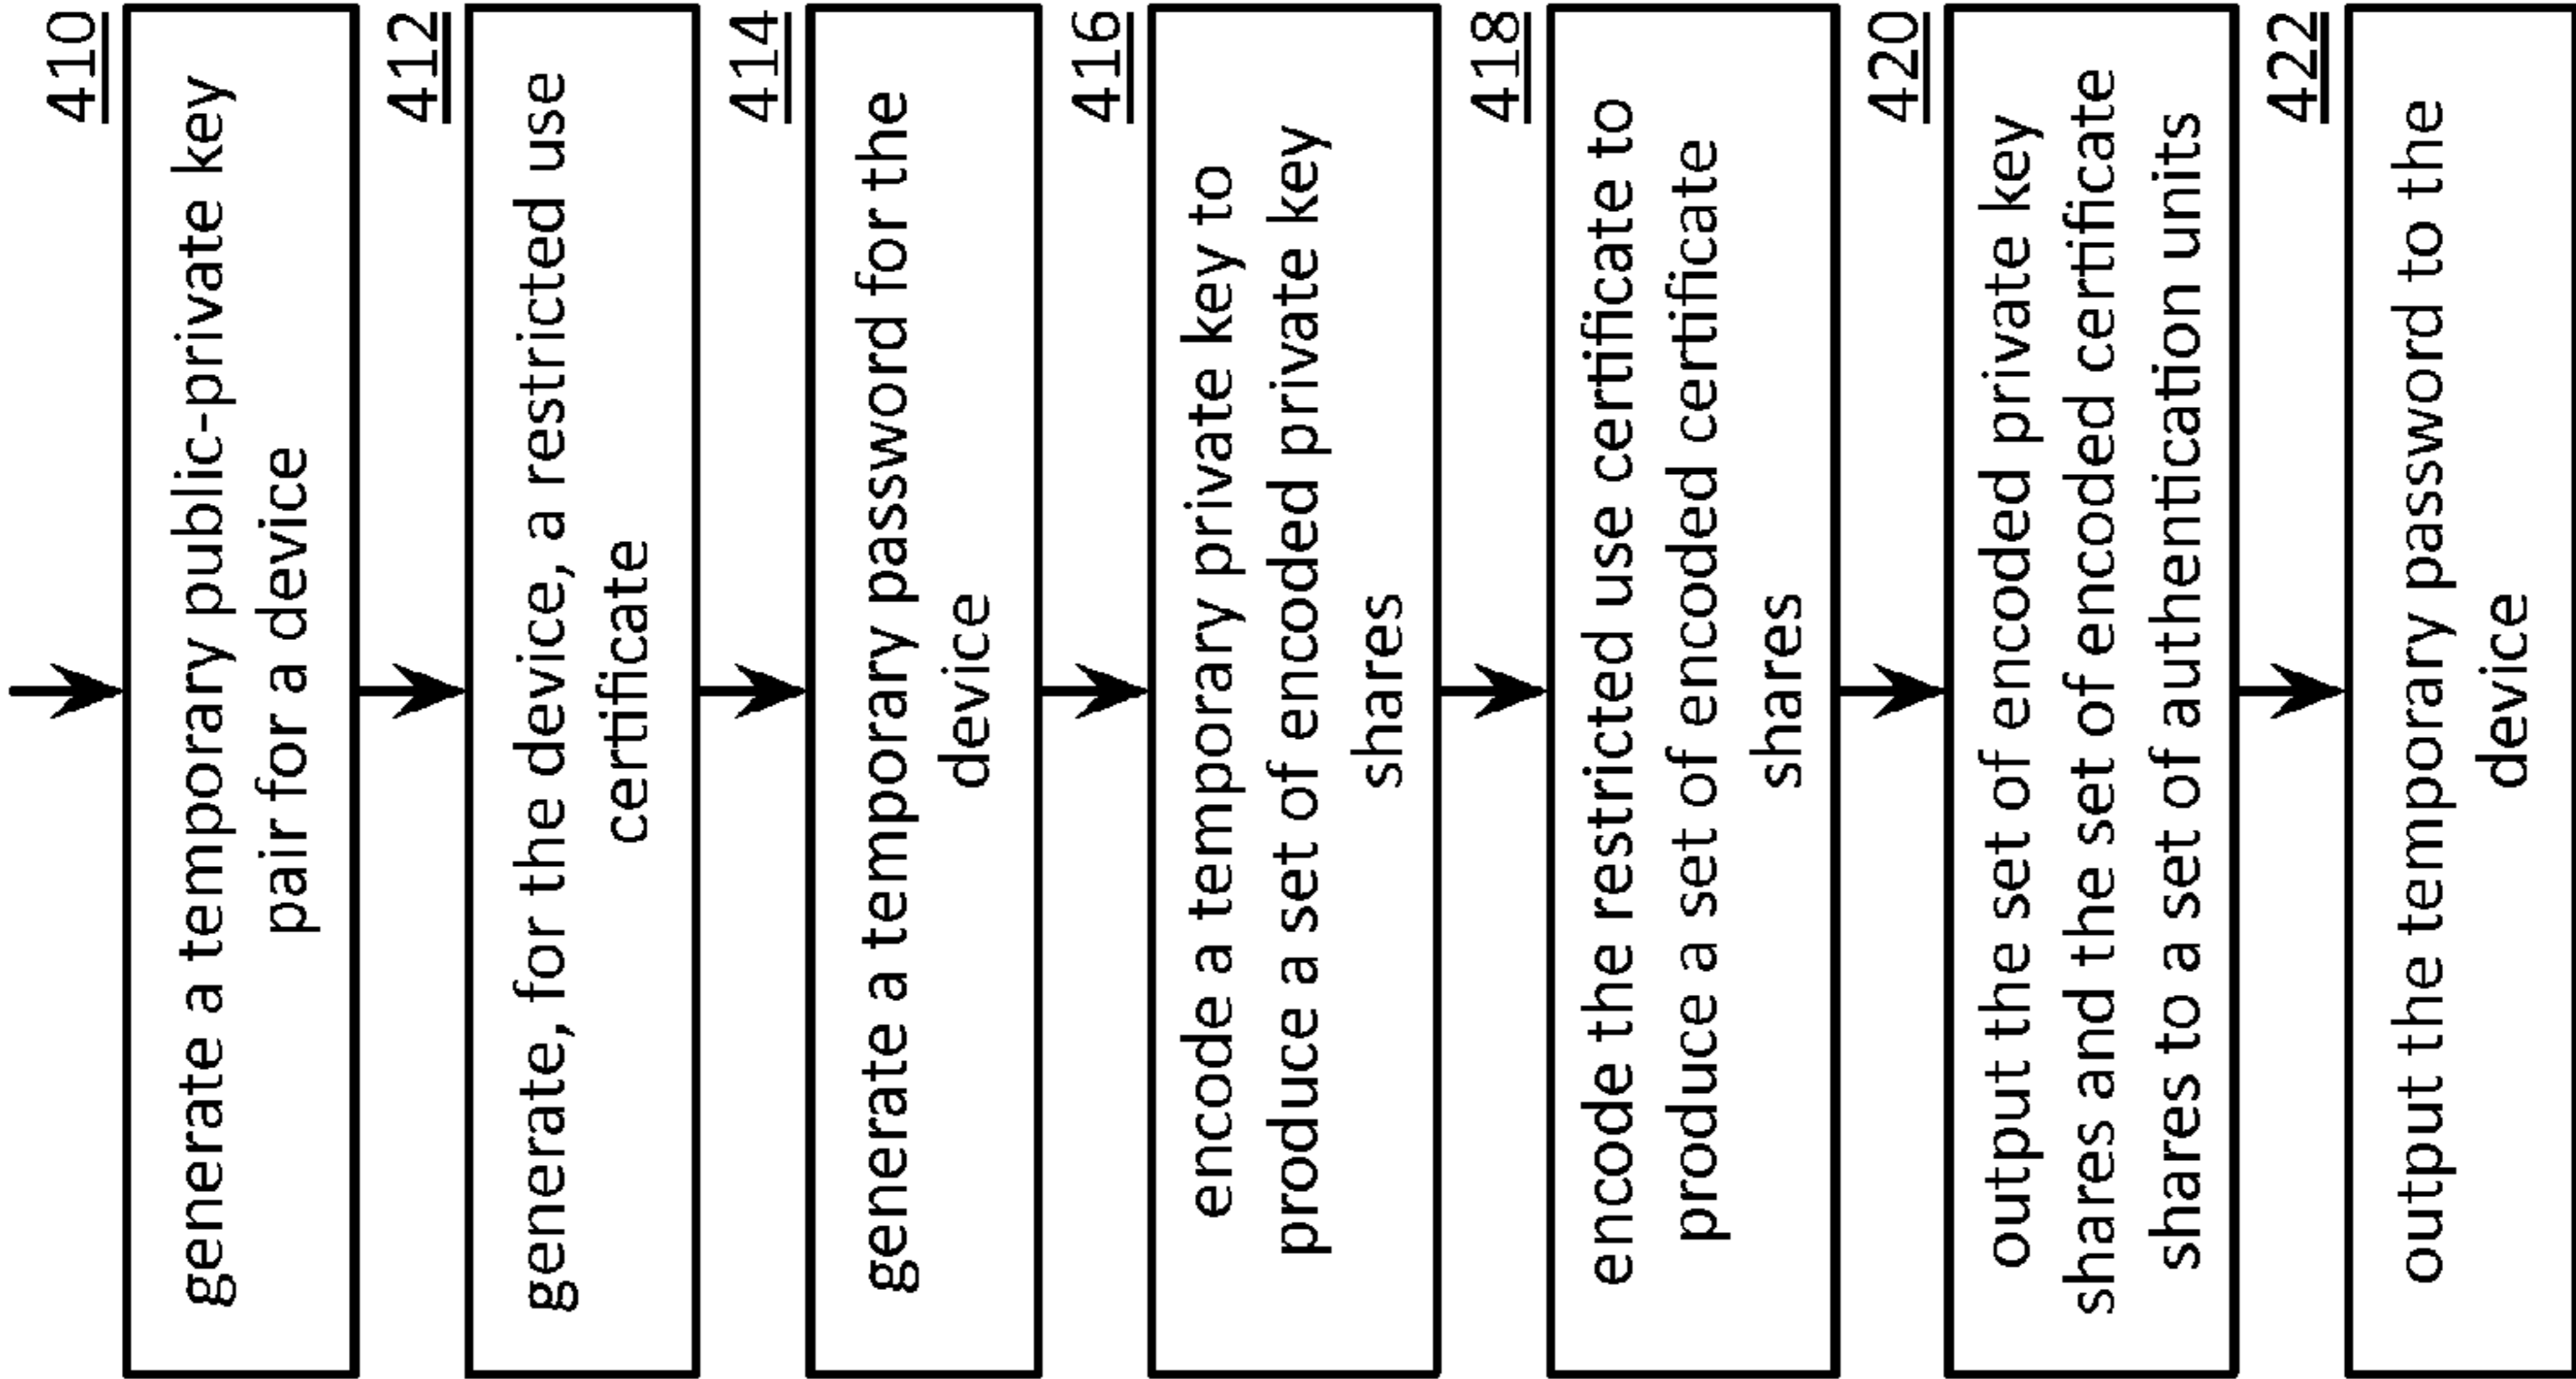 410
generate a temporary public-private key
pair for a device
412
generate, for the device, a restricted use
certificate
414
generate a temporary password for the
device
416
encode a temporary private key to
produce a set of encoded private key
shares
418
encode the restricted use certificate to
produce a set of encoded certificate
shares
420
output the set of encoded private key
shares and the set of encoded certificate
shares to a set of authentication units
422
output the temporary password to the
device